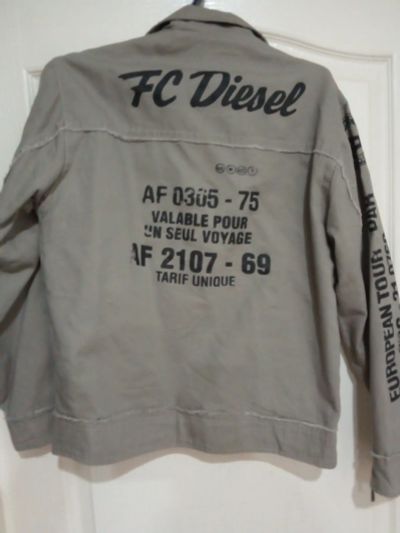 FC Diesel
AF 0305 - 75
VALABLE POUR
UN SEUL VOYAGE
AF 2107 - 69
TARIF UNIQUE
EUROPEAN TOUR